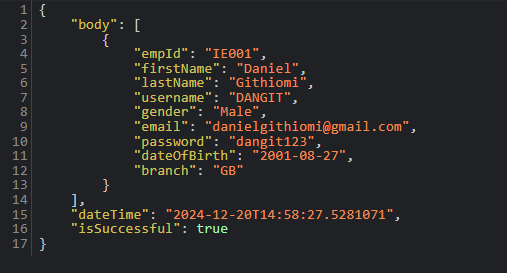 1 {
2 "body": [
3 {
4 "empId": "IE001",
5 "firstName": "Daniel",
6 "lastName": "Githiomi",
7 "username": "DANGIT",
8 "gender": "Male",
9 "email": "danielgithiomi@gmail.com",
10 "password": "dangit123",
11 "dateOfBirth": "2001-08-27",
12 "branch": "GB"
13 }
14 ],
15 "dateTime": "2024-12-20T14:58:27.5281071",
16 "isSuccessful": true
17 }